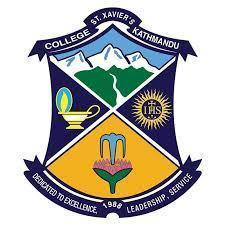 ST. XAVIER'S
COLLEGE KATHMANDU
IHS
DEDICATED TO EXCELLENCE, LEADERSHIP, SERVICE
1988